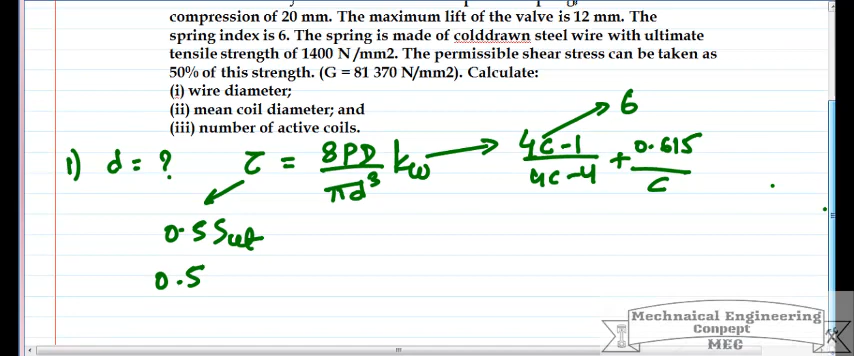 compression of 20 mm. The maximum lift of the valve is 12 mm. The
spring index is 6. The spring is made of colddrawn steel wire with ultimate
tensile strength of 1400 N /mm2. The permissible shear stress can be taken as
50% of this strength. (G = 81 370 N/mm2). Calculate:
(i) wire diameter;
(ii) mean coil diameter; and
(iii) number of active coils.
6
1) d = ? τ = 8PD/πd³ kω → 4C-1/4C-4 + 0.615/C
0.5 Sut
0.5
Mechnaical Engineering
Conpept
MEC